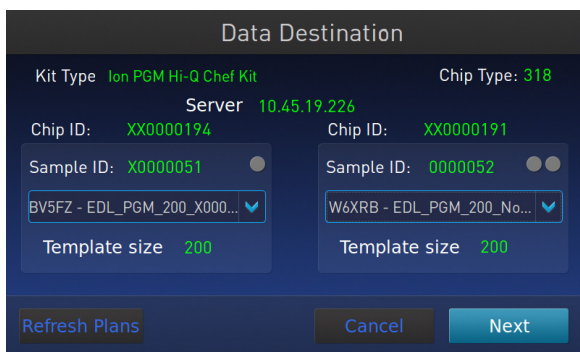 Data Destination
Kit Type Ion PGM Hi-Q Chef Kit Chip Type: 318
Server 10.45.19.226
Chip ID: XX0000194 Chip ID: XX0000191
Sample ID: X0000051 Sample ID: 0000052
BV5FZ - EDL_PGM_200_X000... W6XRB - EDL_PGM_200_No...
Template size 200 Template size 200
Refresh Plans Cancel Next